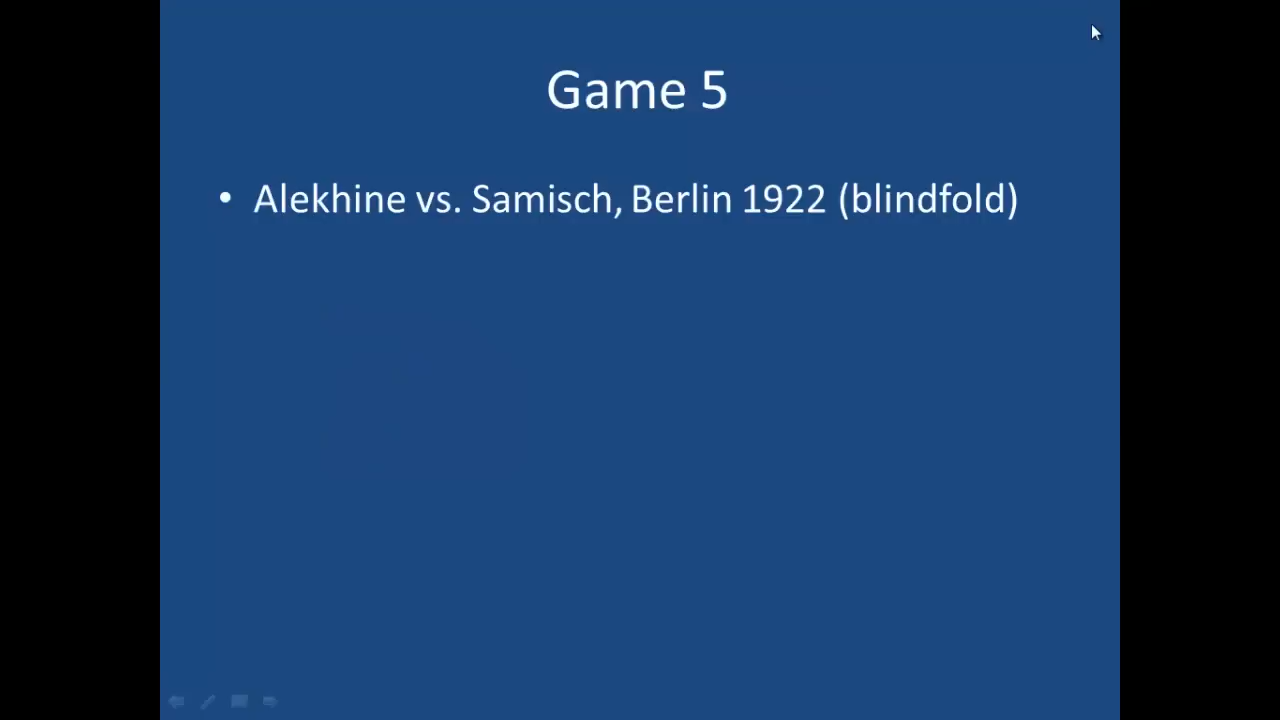 Game 5
• Alekhine vs. Samisch, Berlin 1922 (blindfold)